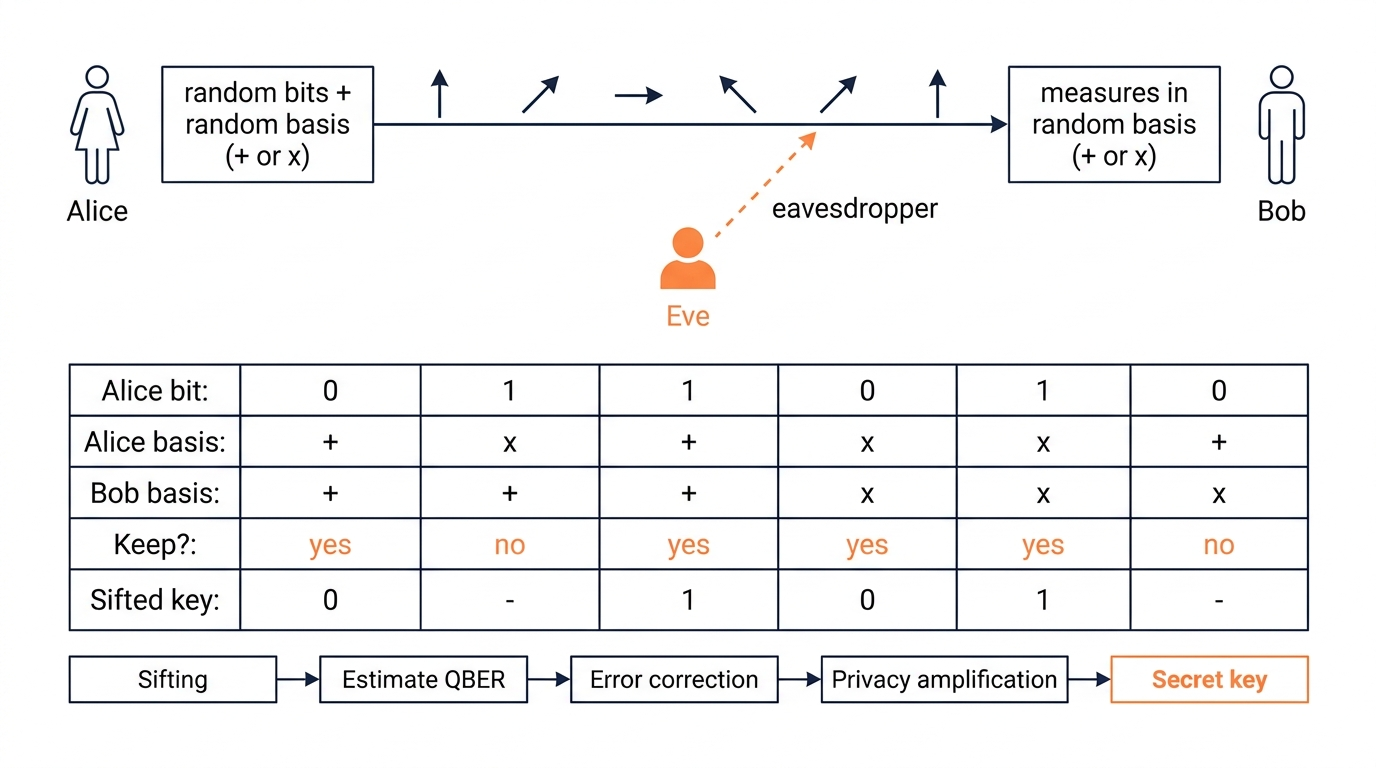 random bits +
random basis
(+ or x)
measures in
random basis
(+ or x)
Alice
eavesdropper
Bob
Eve
Alice bit: 0 1 1 0 1 0
Alice basis: + x + x x +
Bob basis: + + + x x x
Keep?: yes no yes yes yes no
Sifted key: 0 - 1 0 1 -
Sifting
Estimate QBER
Error correction
Privacy amplification
Secret key